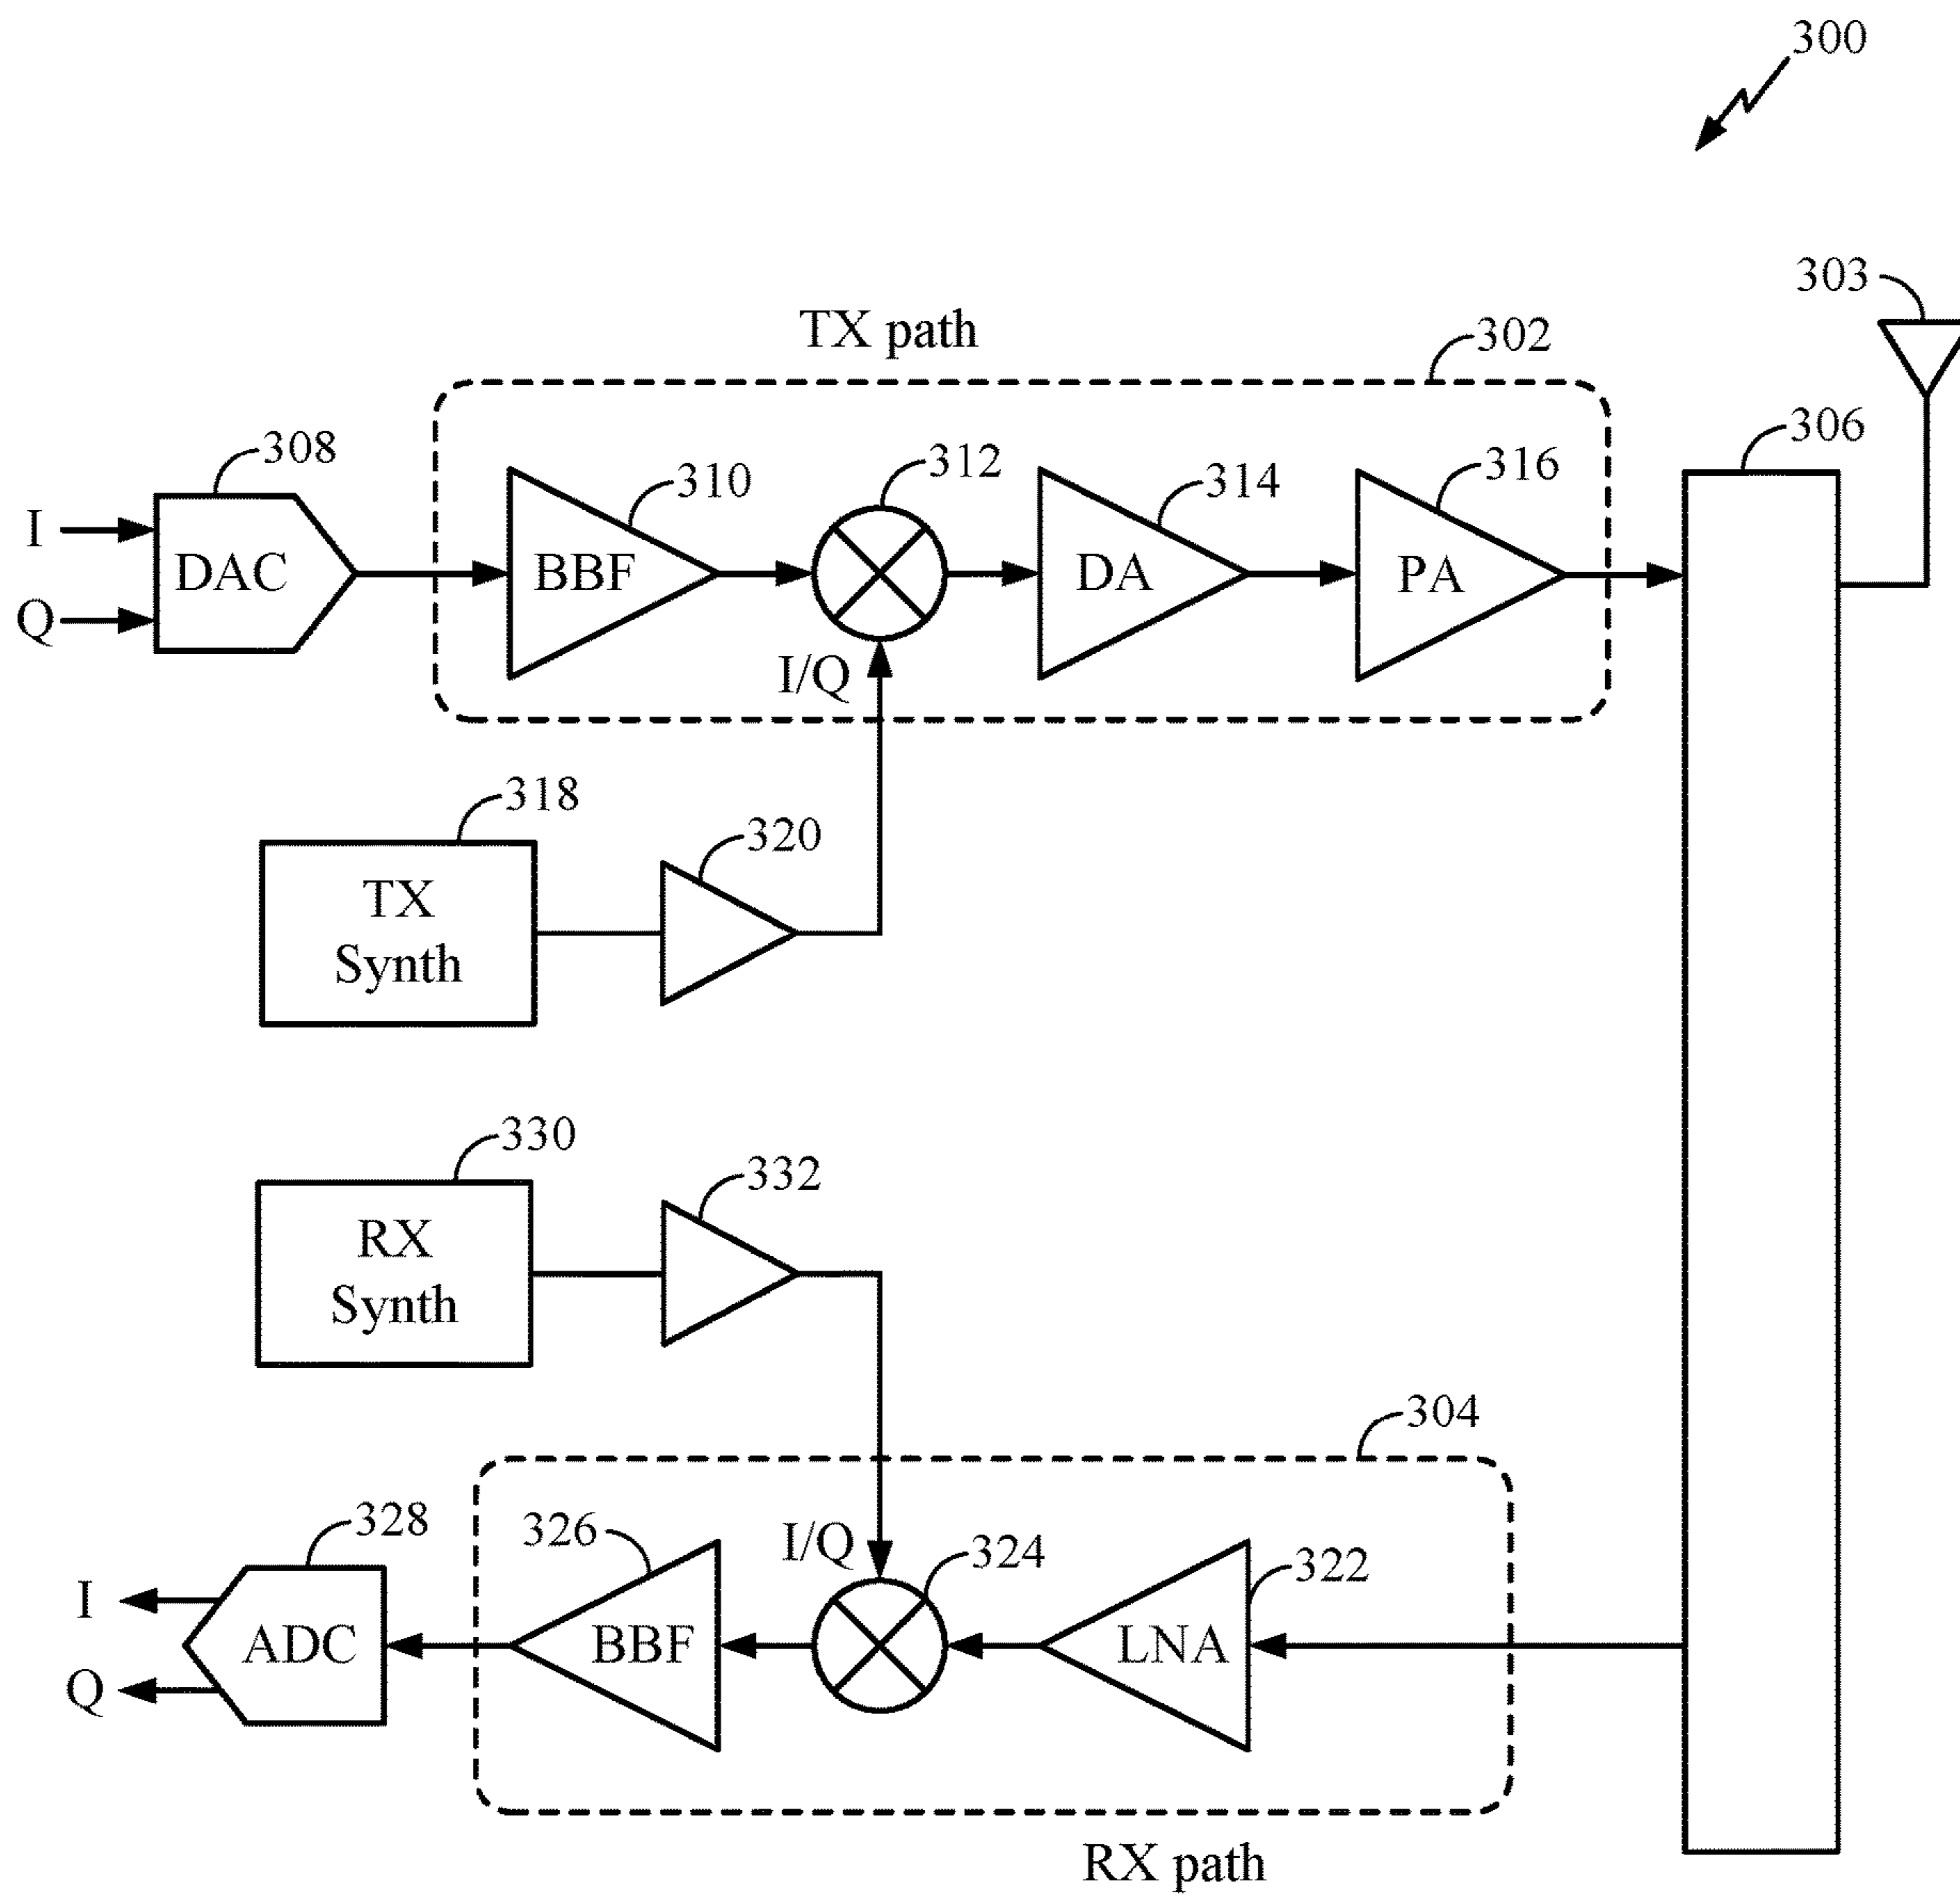 300
303
TX path
302
306
308
310
312
314
316
I
DAC
BBF
DA
PA
Q
I/Q
318
320
TX
Synth
330
332
RX
Synth
304
328
326
I/Q
324
322
I
ADC
BBF
LNA
Q
RX path